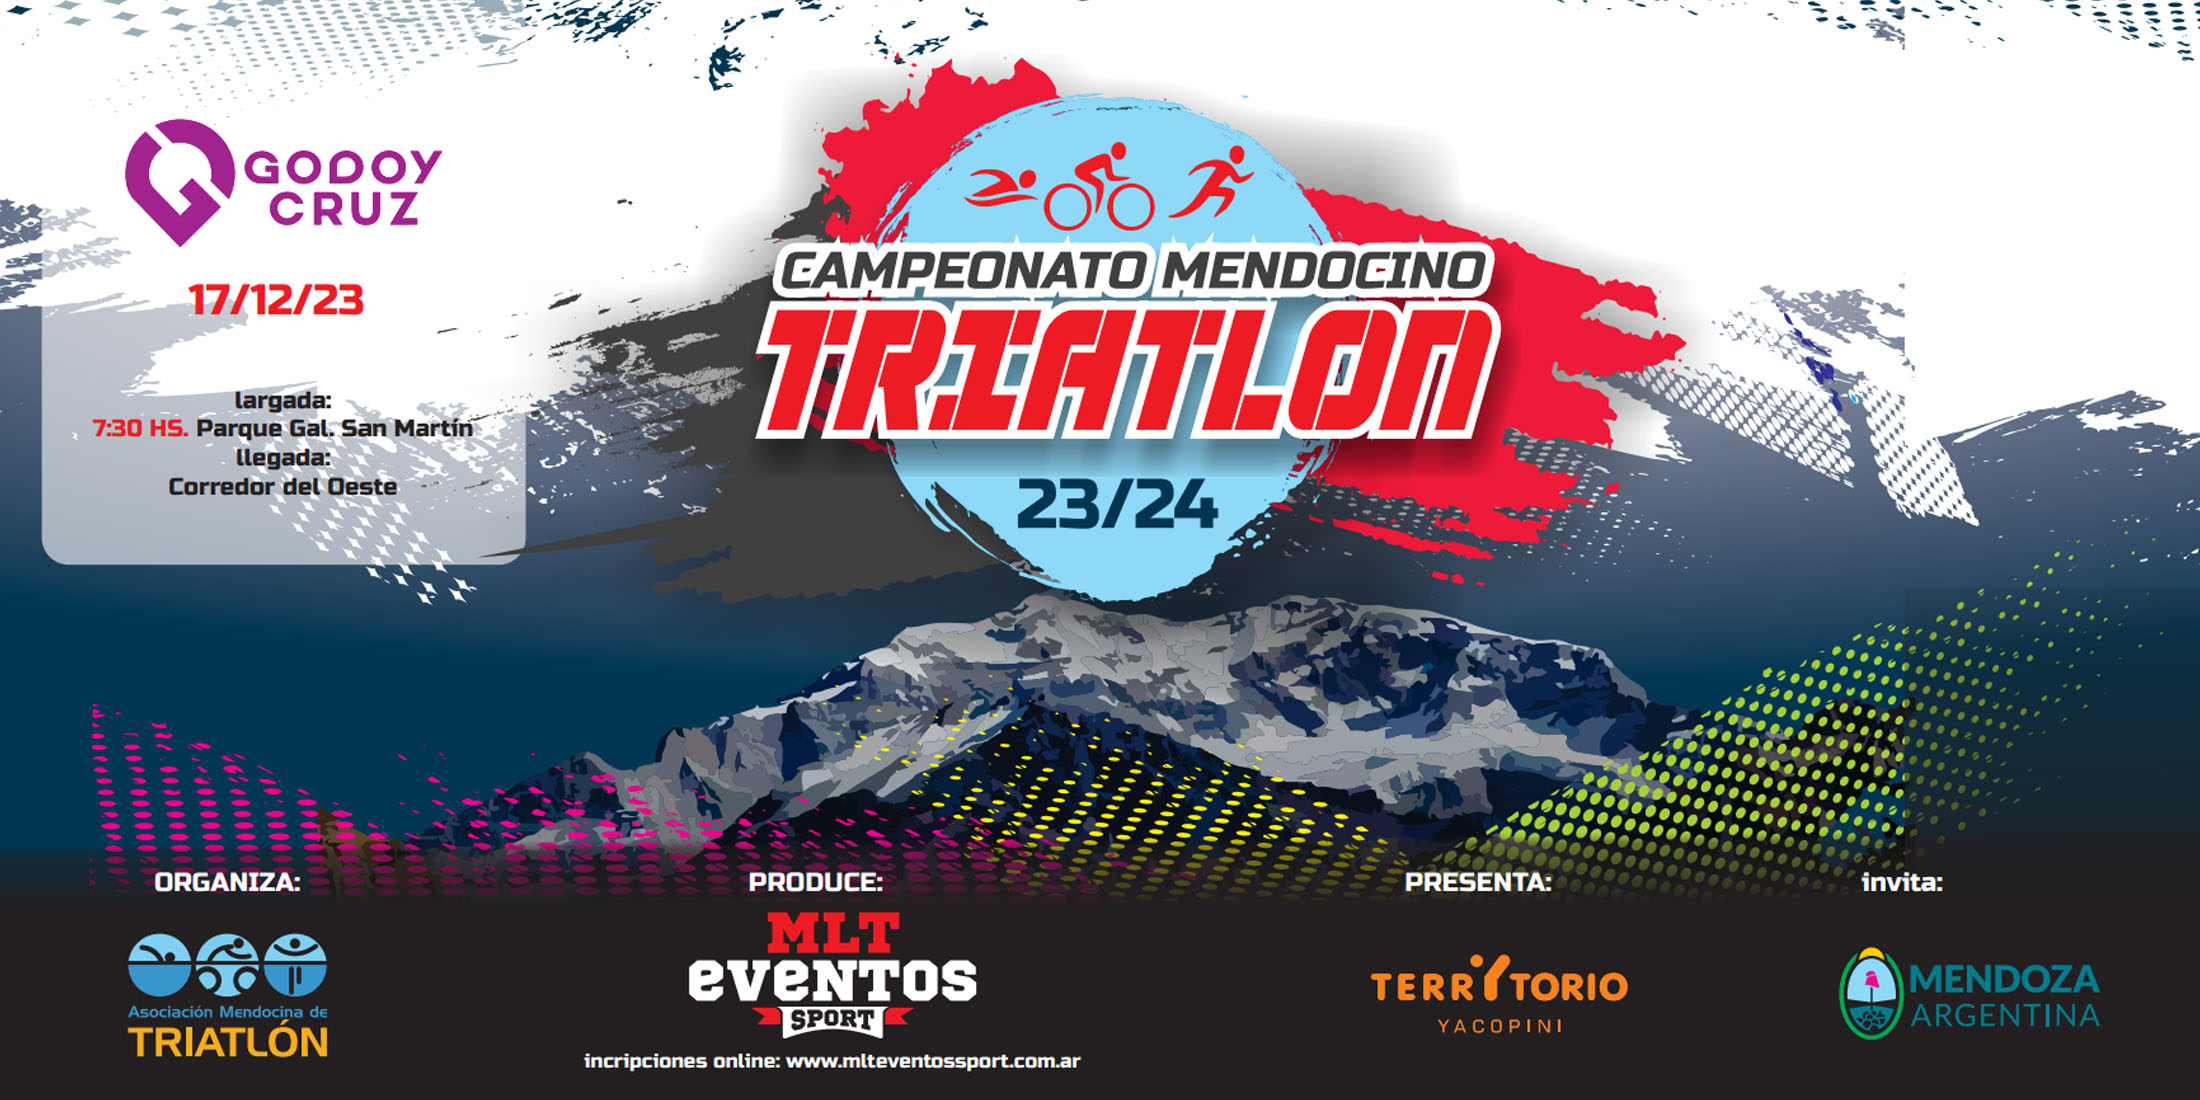 GODOY
CRUZ
17/12/23
largada:
7:30 HS. Parque Gal. San Martín
llegada:
Corredor del Oeste
CAMPEONATO MENDOCINO
TRIATLON
23/24
ORGANIZA:
Asociación Mendocina de
TRIATLÓN
PRODUCE:
MLT
eVENTOS
SPORT
incripciones online: www.mlteventossport.com.ar
PRESENTA:
TERRYTORIO
YACOPINI
invita:
MENDOZA
ARGENTINA